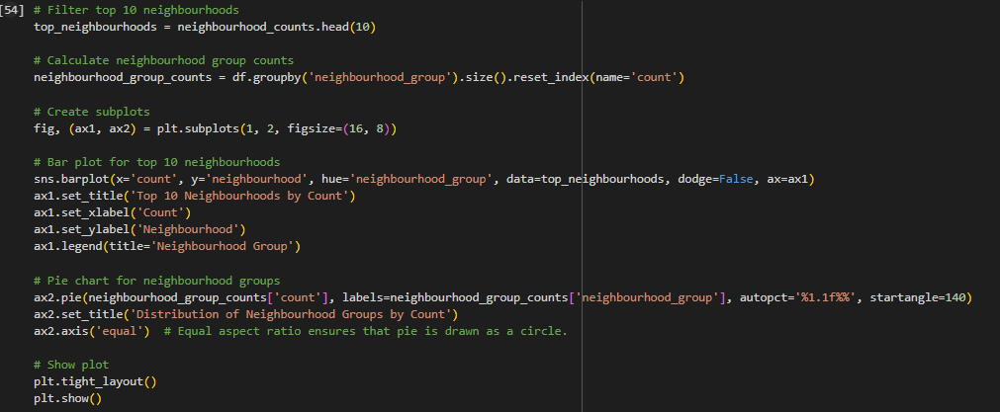 [54] # Filter top 10 neighbourhoods
top_neighbourhoods = neighbourhood_counts.head(10)

# Calculate neighbourhood group counts
neighbourhood_group_counts = df.groupby('neighbourhood_group').size().reset_index(name='count')

# Create subplots
fig, (ax1, ax2) = plt.subplots(1, 2, figsize=(16, 8))

# Bar plot for top 10 neighbourhoods
sns.barplot(x='count', y='neighbourhood', hue='neighbourhood_group', data=top_neighbourhoods, dodge=False, ax=ax1)
ax1.set_title('Top 10 Neighbourhoods by Count')
ax1.set_xlabel('Count')
ax1.set_ylabel('Neighbourhood')
ax1.legend(title='Neighbourhood Group')

# Pie chart for neighbourhood groups
ax2.pie(neighbourhood_group_counts['count'], labels=neighbourhood_group_counts['neighbourhood_group'], autopct='%1.1f%%', startangle=140)
ax2.set_title('Distribution of Neighbourhood Groups by Count')
ax2.axis('equal')  # Equal aspect ratio ensures that pie is drawn as a circle.

# Show plot
plt.tight_layout()
plt.show()